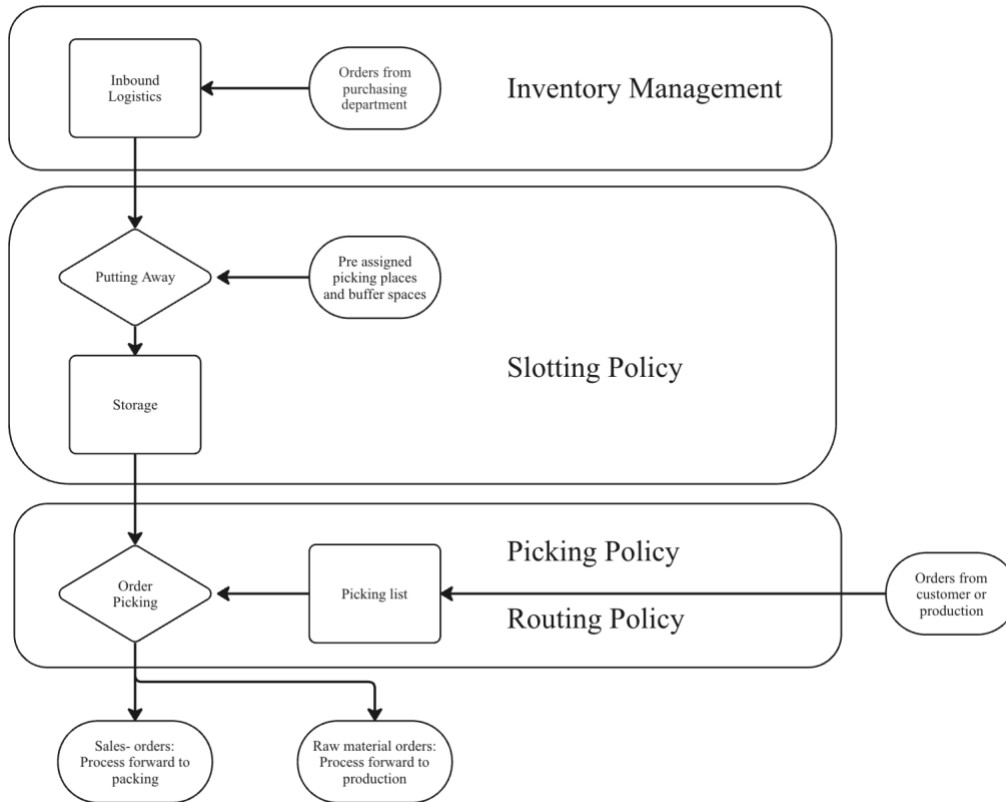 Inbound
Logistics
Orders from
purchasing
department
Inventory Management
Putting Away
Pre assigned
picking places
and buffer spaces
Slotting Policy
Storage
Picking Policy
Order
Picking
Picking list
Orders from
customer or
production
Routing Policy
Sales- orders:
Process forward to
packing
Raw material orders:
Process forward to
production